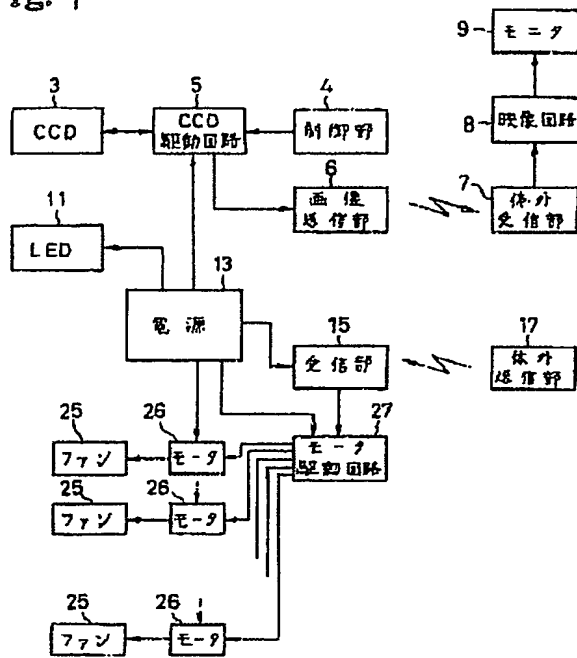 9
モニタ
3
5
4
8
映像回路
CCD
CCD
駆動回路
制御部
6
7
11
画像
送信部
体外
受信部
LED
13
15
17
電源
受信部
体外
送信部
25
26
27
ファン
モータ
モータ
駆動回路
25
26
ファン
モータ
25
26
ファン
モータ